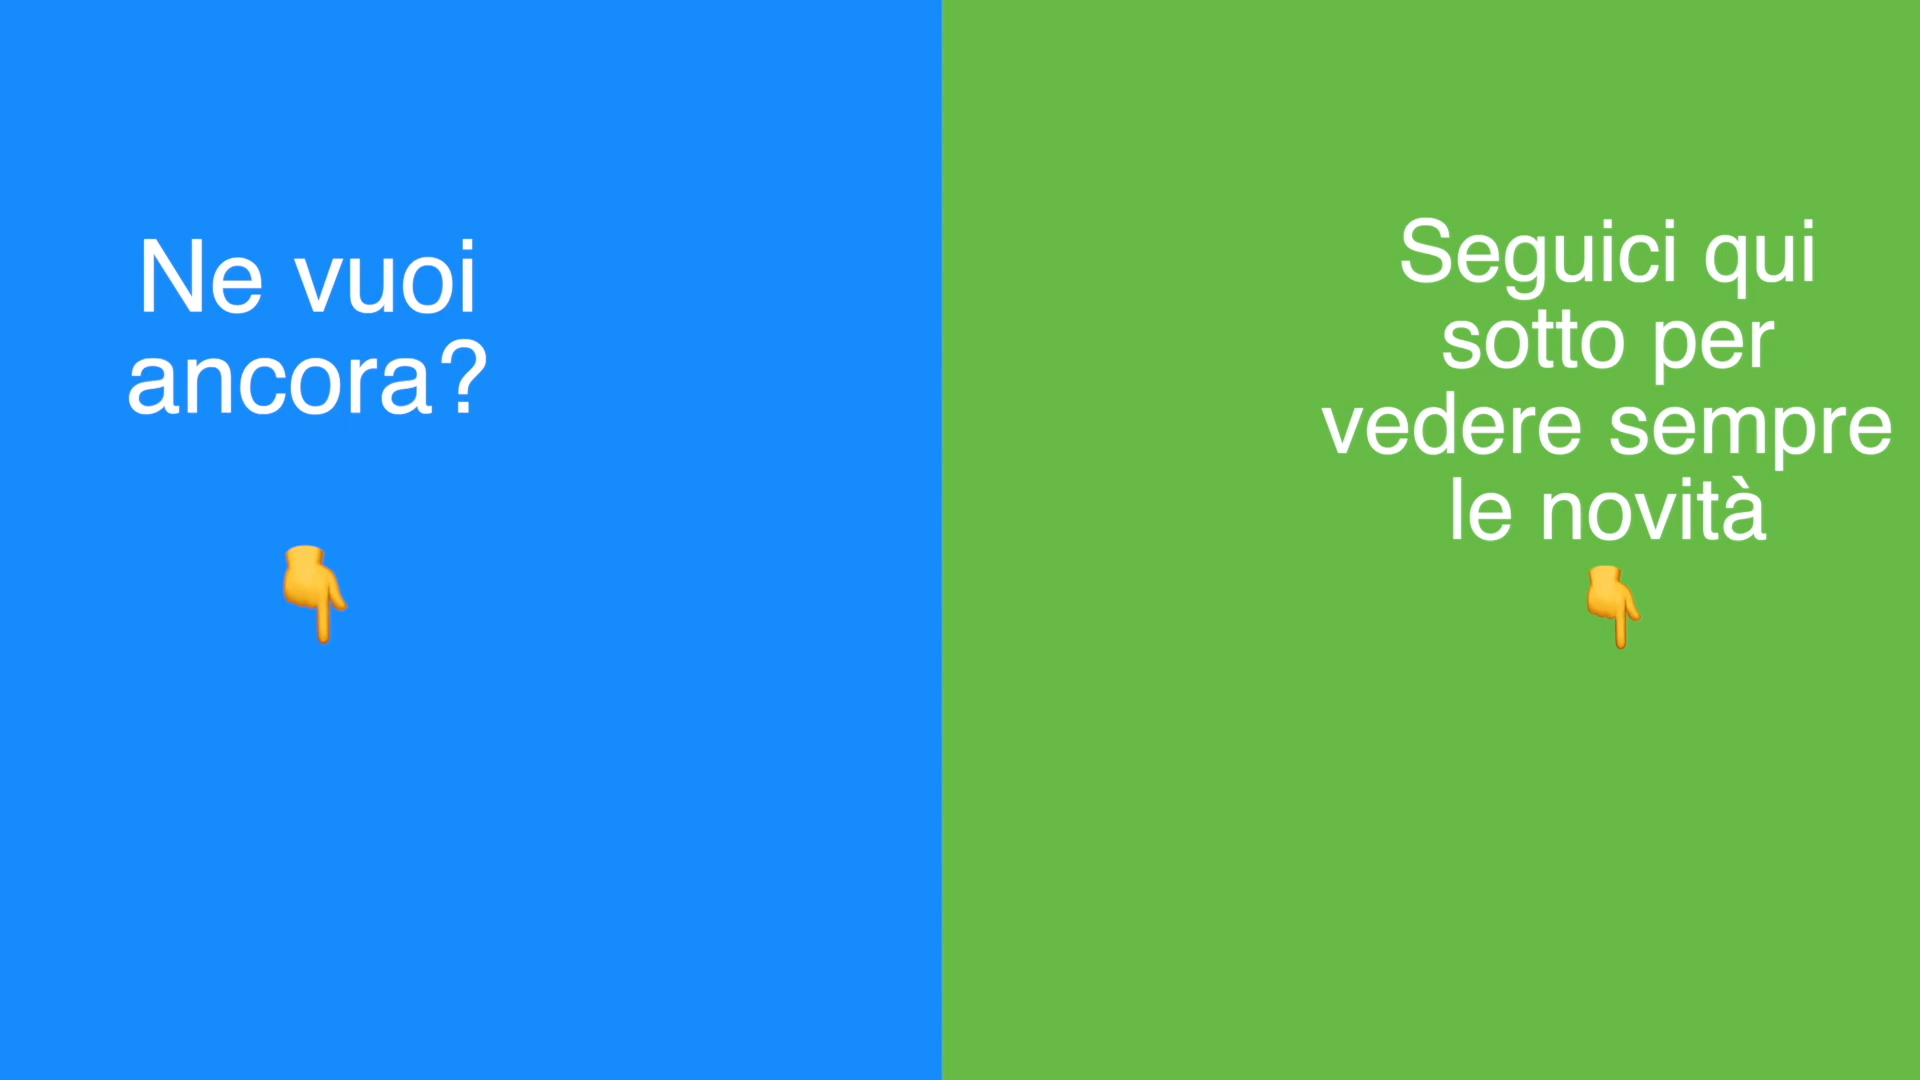 Ne vuoi
ancora?
👇
Seguici qui
sotto per
vedere sempre
le novità
👇